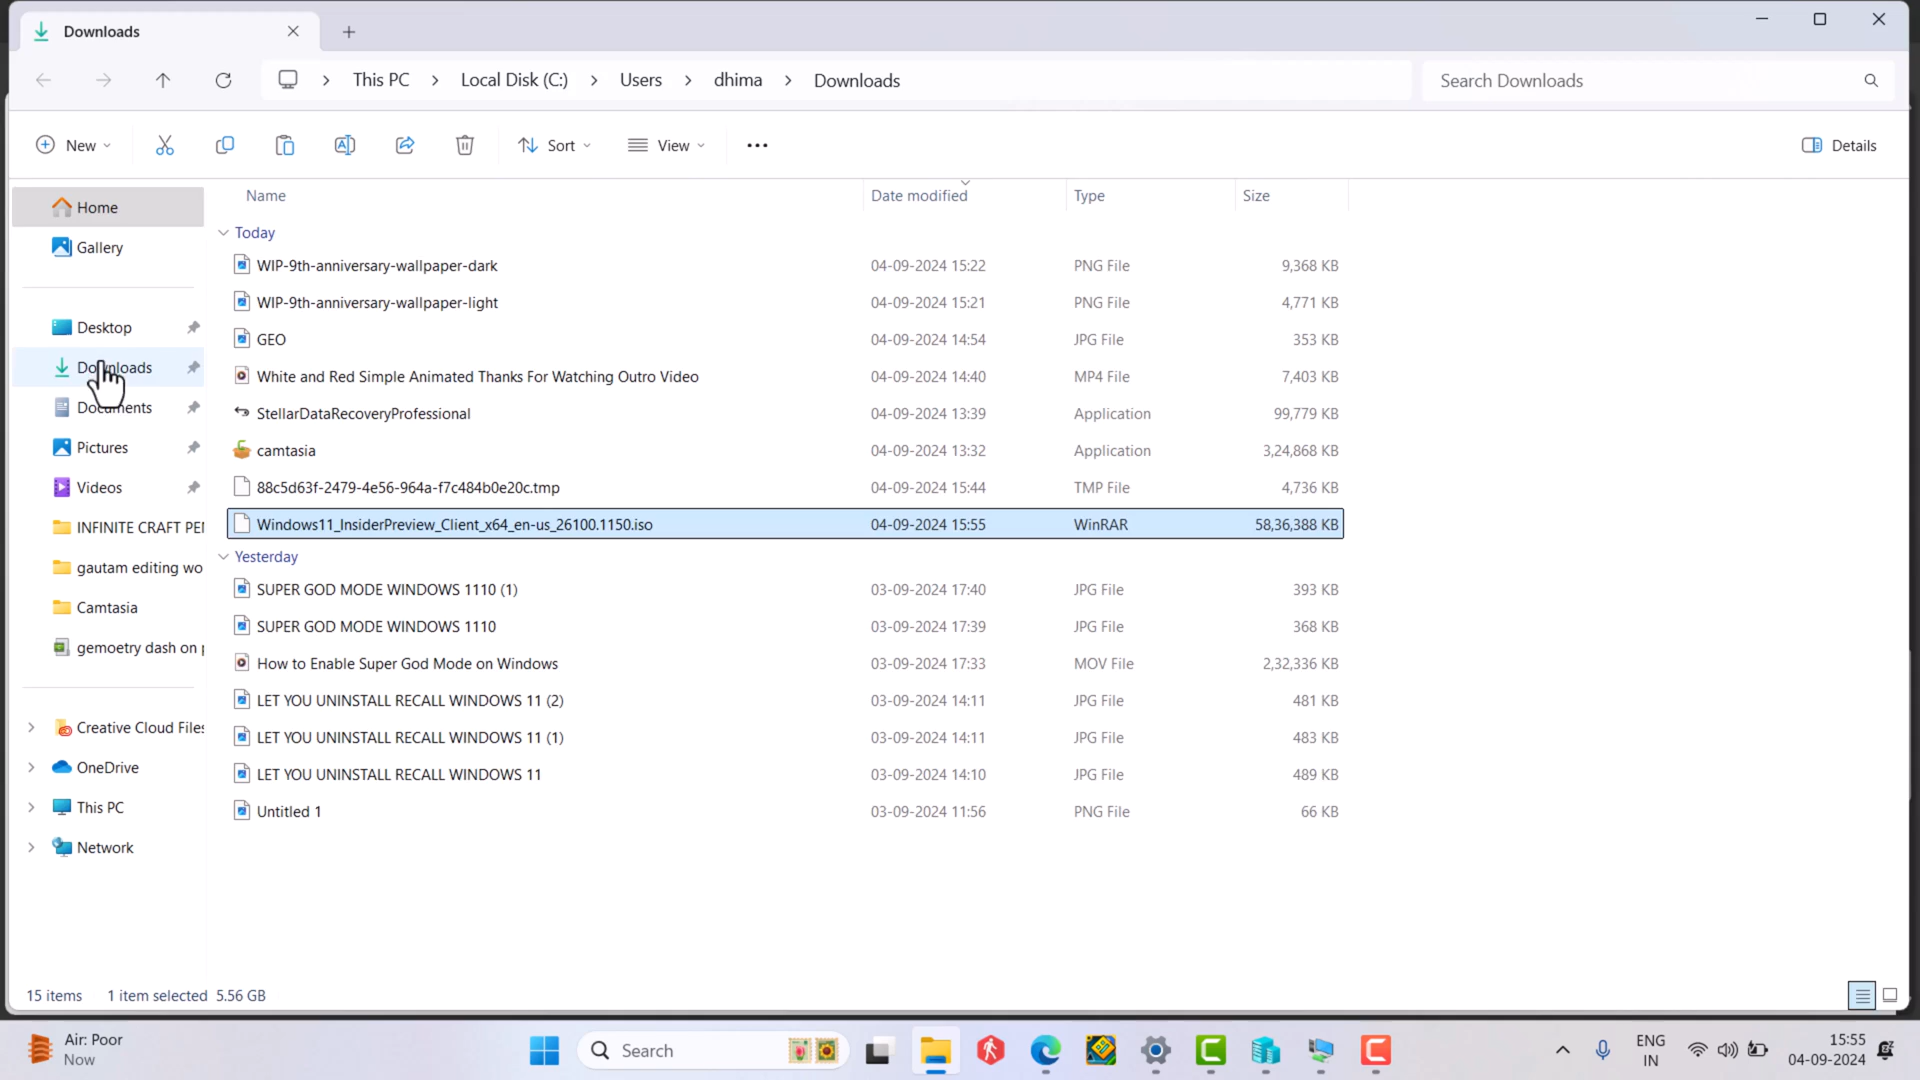 Downloads
This PC > Local Disk (C:) > Users > dhima > Downloads
Search Downloads
New
Sort
View
Details
Name Date modified Type Size
Home
Gallery
Desktop
Downloads
Documents
Pictures
Videos
INFINITE CRAFT PEN
gautam editing wo
Camtasia
gemoetry dash on p
Creative Cloud Files
OneDrive
This PC
Network
Today
WIP-9th-anniversary-wallpaper-dark 04-09-2024 15:22 PNG File 9,368 KB
WIP-9th-anniversary-wallpaper-light 04-09-2024 15:21 PNG File 4,771 KB
GEO 04-09-2024 14:54 JPG File 353 KB
White and Red Simple Animated Thanks For Watching Outro Video 04-09-2024 14:40 MP4 File 7,403 KB
StellarDataRecoveryProfessional 04-09-2024 13:39 Application 99,779 KB
camtasia 04-09-2024 13:32 Application 3,24,868 KB
88c5d63f-2479-4e56-964a-f7c484b0e20c.tmp 04-09-2024 15:44 TMP File 4,736 KB
Windows11_InsiderPreview_Client_x64_en-us_26100.1150.iso 04-09-2024 15:55 WinRAR 58,36,388 KB
Yesterday
SUPER GOD MODE WINDOWS 1110 (1) 03-09-2024 17:40 JPG File 393 KB
SUPER GOD MODE WINDOWS 1110 03-09-2024 17:39 JPG File 368 KB
How to Enable Super God Mode on Windows 03-09-2024 17:33 MOV File 2,32,336 KB
LET YOU UNINSTALL RECALL WINDOWS 11 (2) 03-09-2024 14:11 JPG File 481 KB
LET YOU UNINSTALL RECALL WINDOWS 11 (1) 03-09-2024 14:11 JPG File 483 KB
LET YOU UNINSTALL RECALL WINDOWS 11 03-09-2024 14:10 JPG File 489 KB
Untitled 1 03-09-2024 11:56 PNG File 66 KB
15 items 1 item selected 5.56 GB
Air: Poor
Now
Search
ENG
IN
15:55
04-09-2024